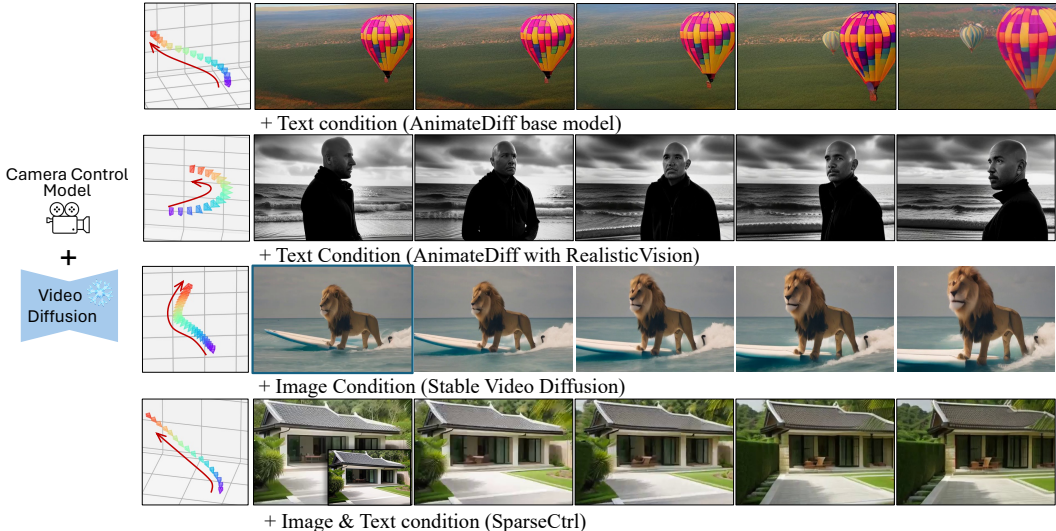 + Text condition (AnimateDiff base model)
Camera Control
Model
+
Video
Diffusion
+ Text Condition (AnimateDiff with RealisticVision)
+ Image Condition (Stable Video Diffusion)
+ Image & Text condition (SparseCtrl)